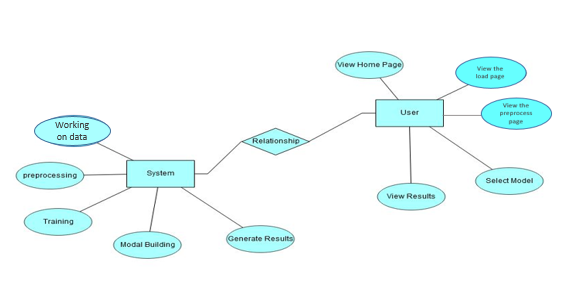 View Home Page
View the
load page
View the
preprocess
page
User
Working
on data
Relationship
System
preprocessing
Select Model
View Results
Training
Modal Building
Generate Results